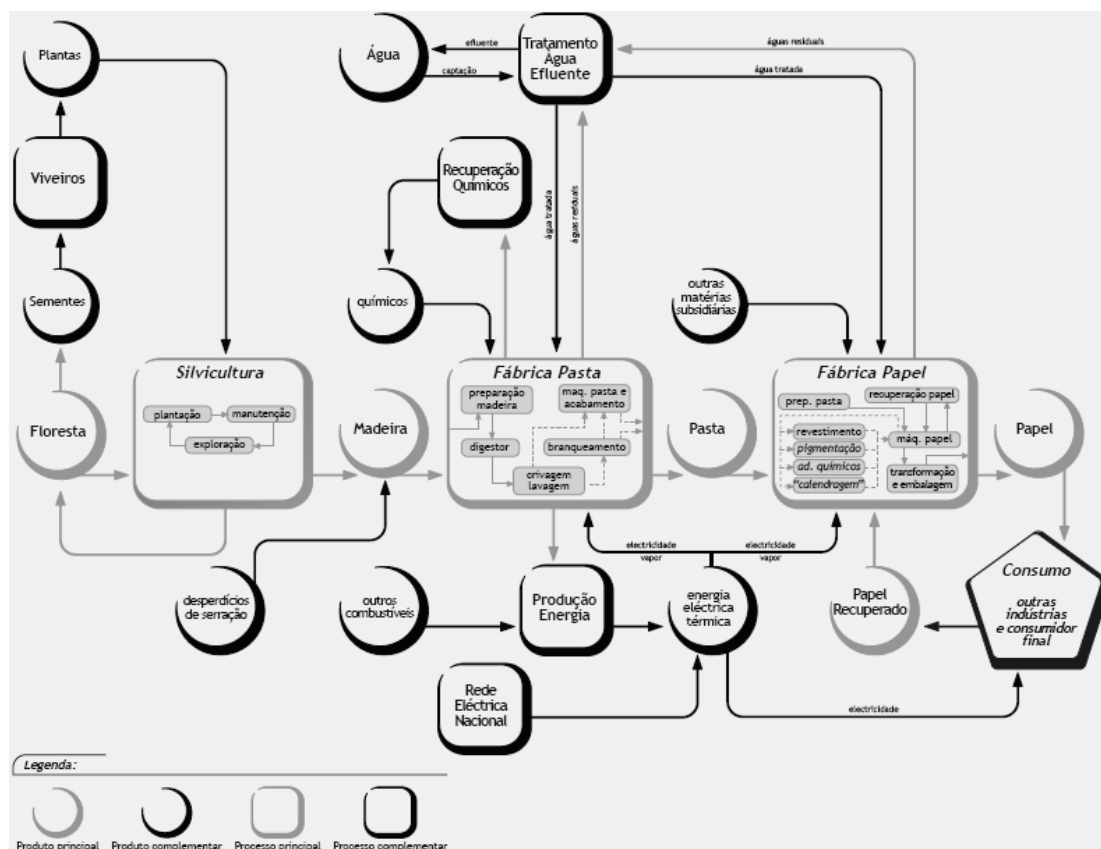 Plantas
Água
efluente
captação
Tratamento
Água
Efluente
águas residuais
água tratada
Viveiros
Recuperação
Químicos
água tratada
águas residuais
Sementes
químicos
outras
matérias
subsidiárias
Silvicultura
plantação
manutenção
exploração
Fábrica Pasta
preparação
madeira
maq. pasta e
acabamento
digestor
branqueamento
crivagem
lavagem
Fábrica Papel
prep. pasta
recuperação papel
revestimento
máq. papel
pigmentação
ad. químicos
"calendragem"
transformação
e embalagem
Floresta
Madeira
Pasta
Papel
electricidade
vapor
electricidade
vapor
desperdícios
de serração
outros
combustíveis
Produção
Energia
energia
eléctrica
térmica
Papel
Recuperado
Consumo
outras
indústrias
e consumidor
final
Rede
Eléctrica
Nacional
electricidade
Legenda:
Produto principal
Produto complementar
Processo principal
Processo complementar